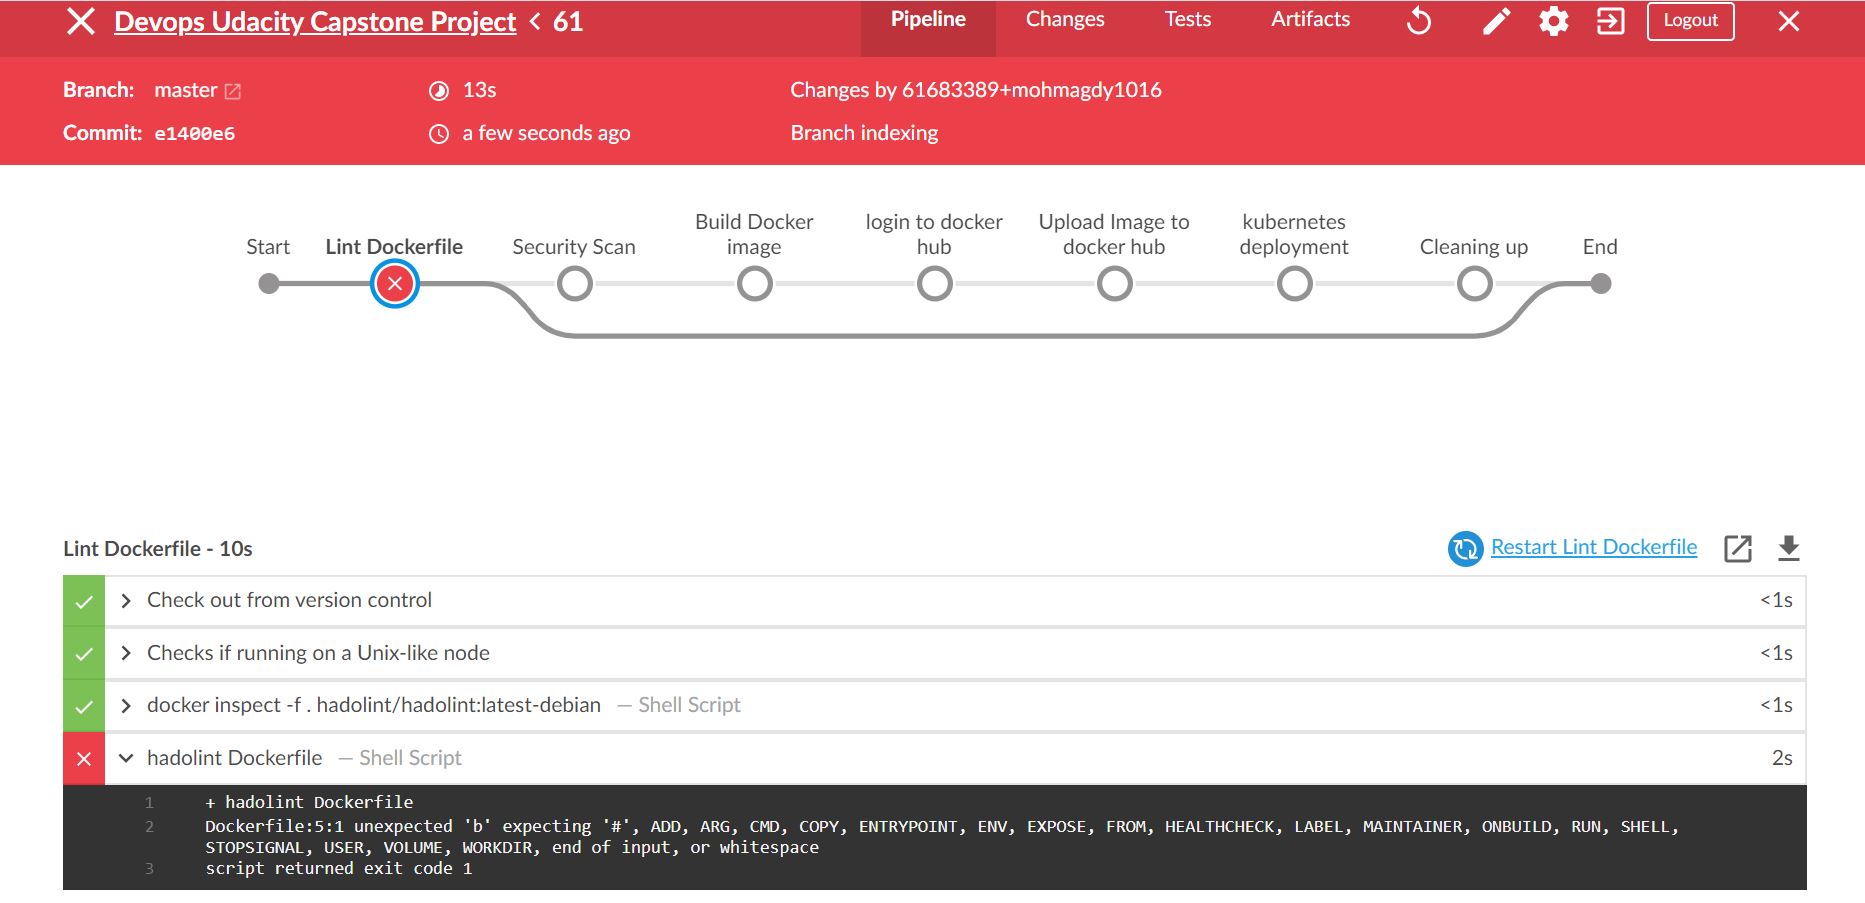 Devops Udacity Capstone Project < 61
Pipeline
Changes
Tests
Artifacts
Logout
Branch: master
13s
Changes by 61683389+mohmagdy1016
Commit: e1400e6
a few seconds ago
Branch indexing
Start
Lint Dockerfile
Security Scan
Build Docker
image
login to docker
hub
Upload Image to
docker hub
kubernetes
deployment
Cleaning up
End
Lint Dockerfile - 10s
Restart Lint Dockerfile
Check out from version control
<1s
Checks if running on a Unix-like node
<1s
docker inspect -f . hadolint/hadolint:latest-debian — Shell Script
<1s
hadolint Dockerfile — Shell Script
2s
1 + hadolint Dockerfile
2 Dockerfile:5:1 unexpected 'b' expecting '#', ADD, ARG, CMD, COPY, ENTRYPOINT, ENV, EXPOSE, FROM, HEALTHCHECK, LABEL, MAINTAINER, ONBUILD, RUN, SHELL,
STOPSIGNAL, USER, VOLUME, WORKDIR, end of input, or whitespace
3 script returned exit code 1